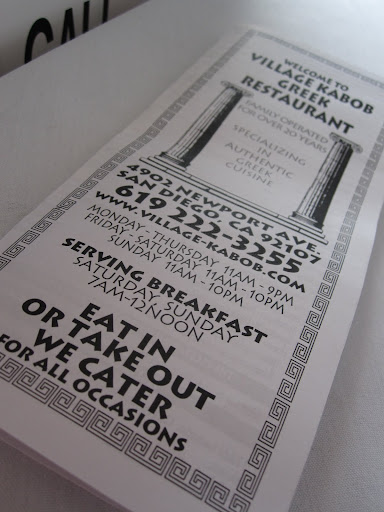 CALL
WELCOME TO
VILLAGE KABOB
GREEK
RESTAURANT
FAMILY OPERATED
FOR OVER 20 YEARS
SPECIALIZING
IN
AUTHENTIC
GREEK
CUISINE
4902 NEWPORT AVE.
SAN DIEGO, CA 92107
619 222-3255
WWW.VILLAGE-KABOB.COM
MONDAY - THURSDAY 11AM - 9PM
FRIDAY - SATURDAY 11AM - 10PM
SUNDAY 11AM - 10PM
SERVING BREAKFAST
SATURDAY, SUNDAY
7AM-12NOON
EAT IN
OR TAKE OUT
WE CATER
FOR ALL OCCASIONS